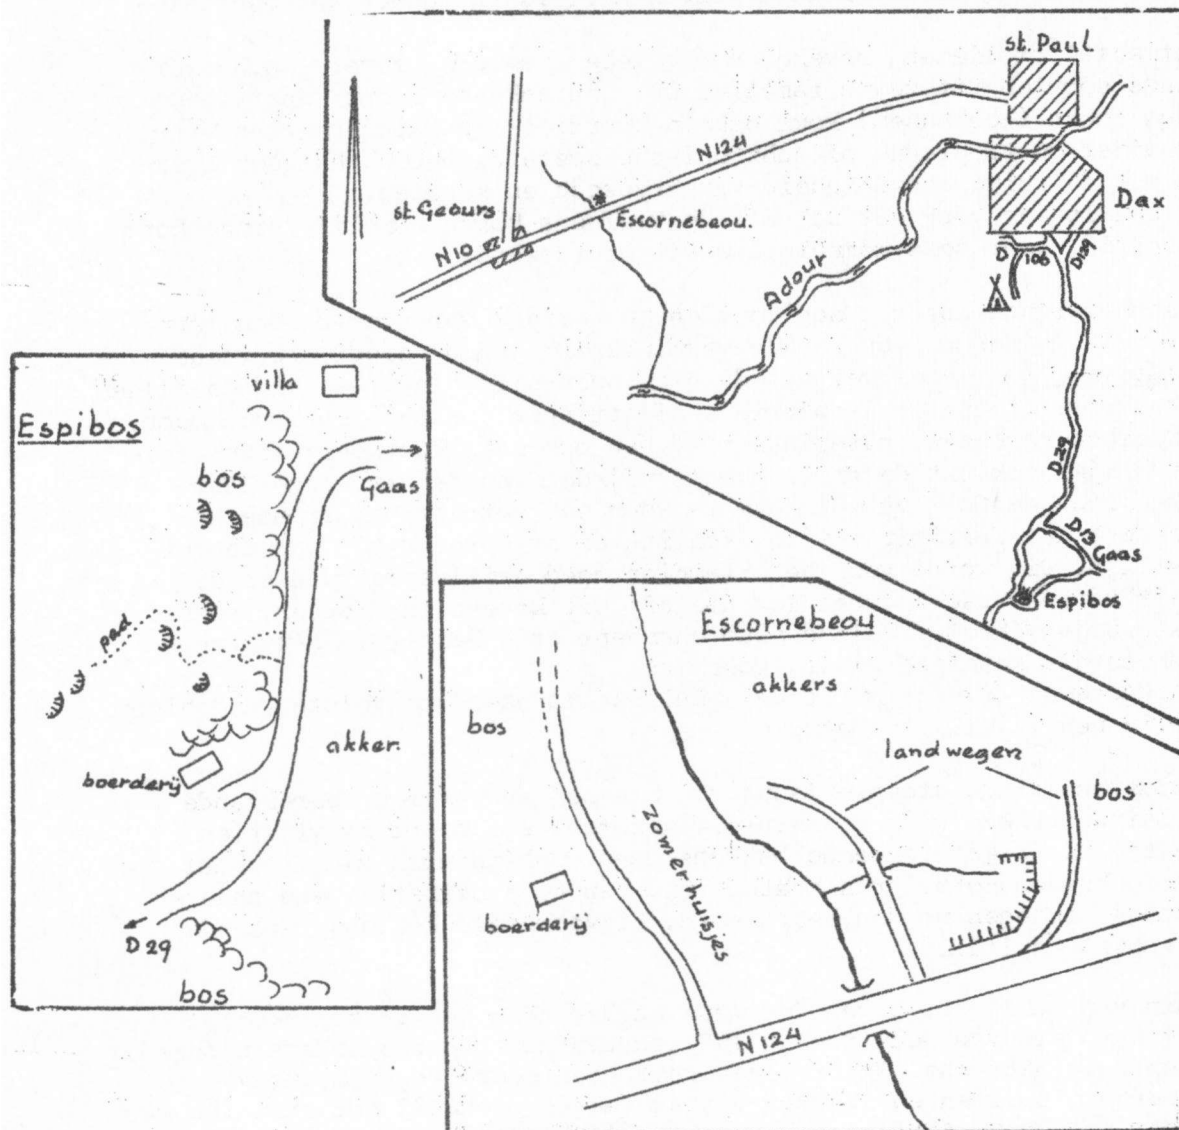 st. Paul
N124
st. Geours
Escornebeou.
Dax
N10
D 106
D139
Adour
D29
D13
Gaas
Espibos
Espibos
villa
bos
Gaas
pad
akker.
boerderij
D29
bos
Escornebeou
akkers
bos
landwegen
bos
zomerhuisjes
boerderij
N124